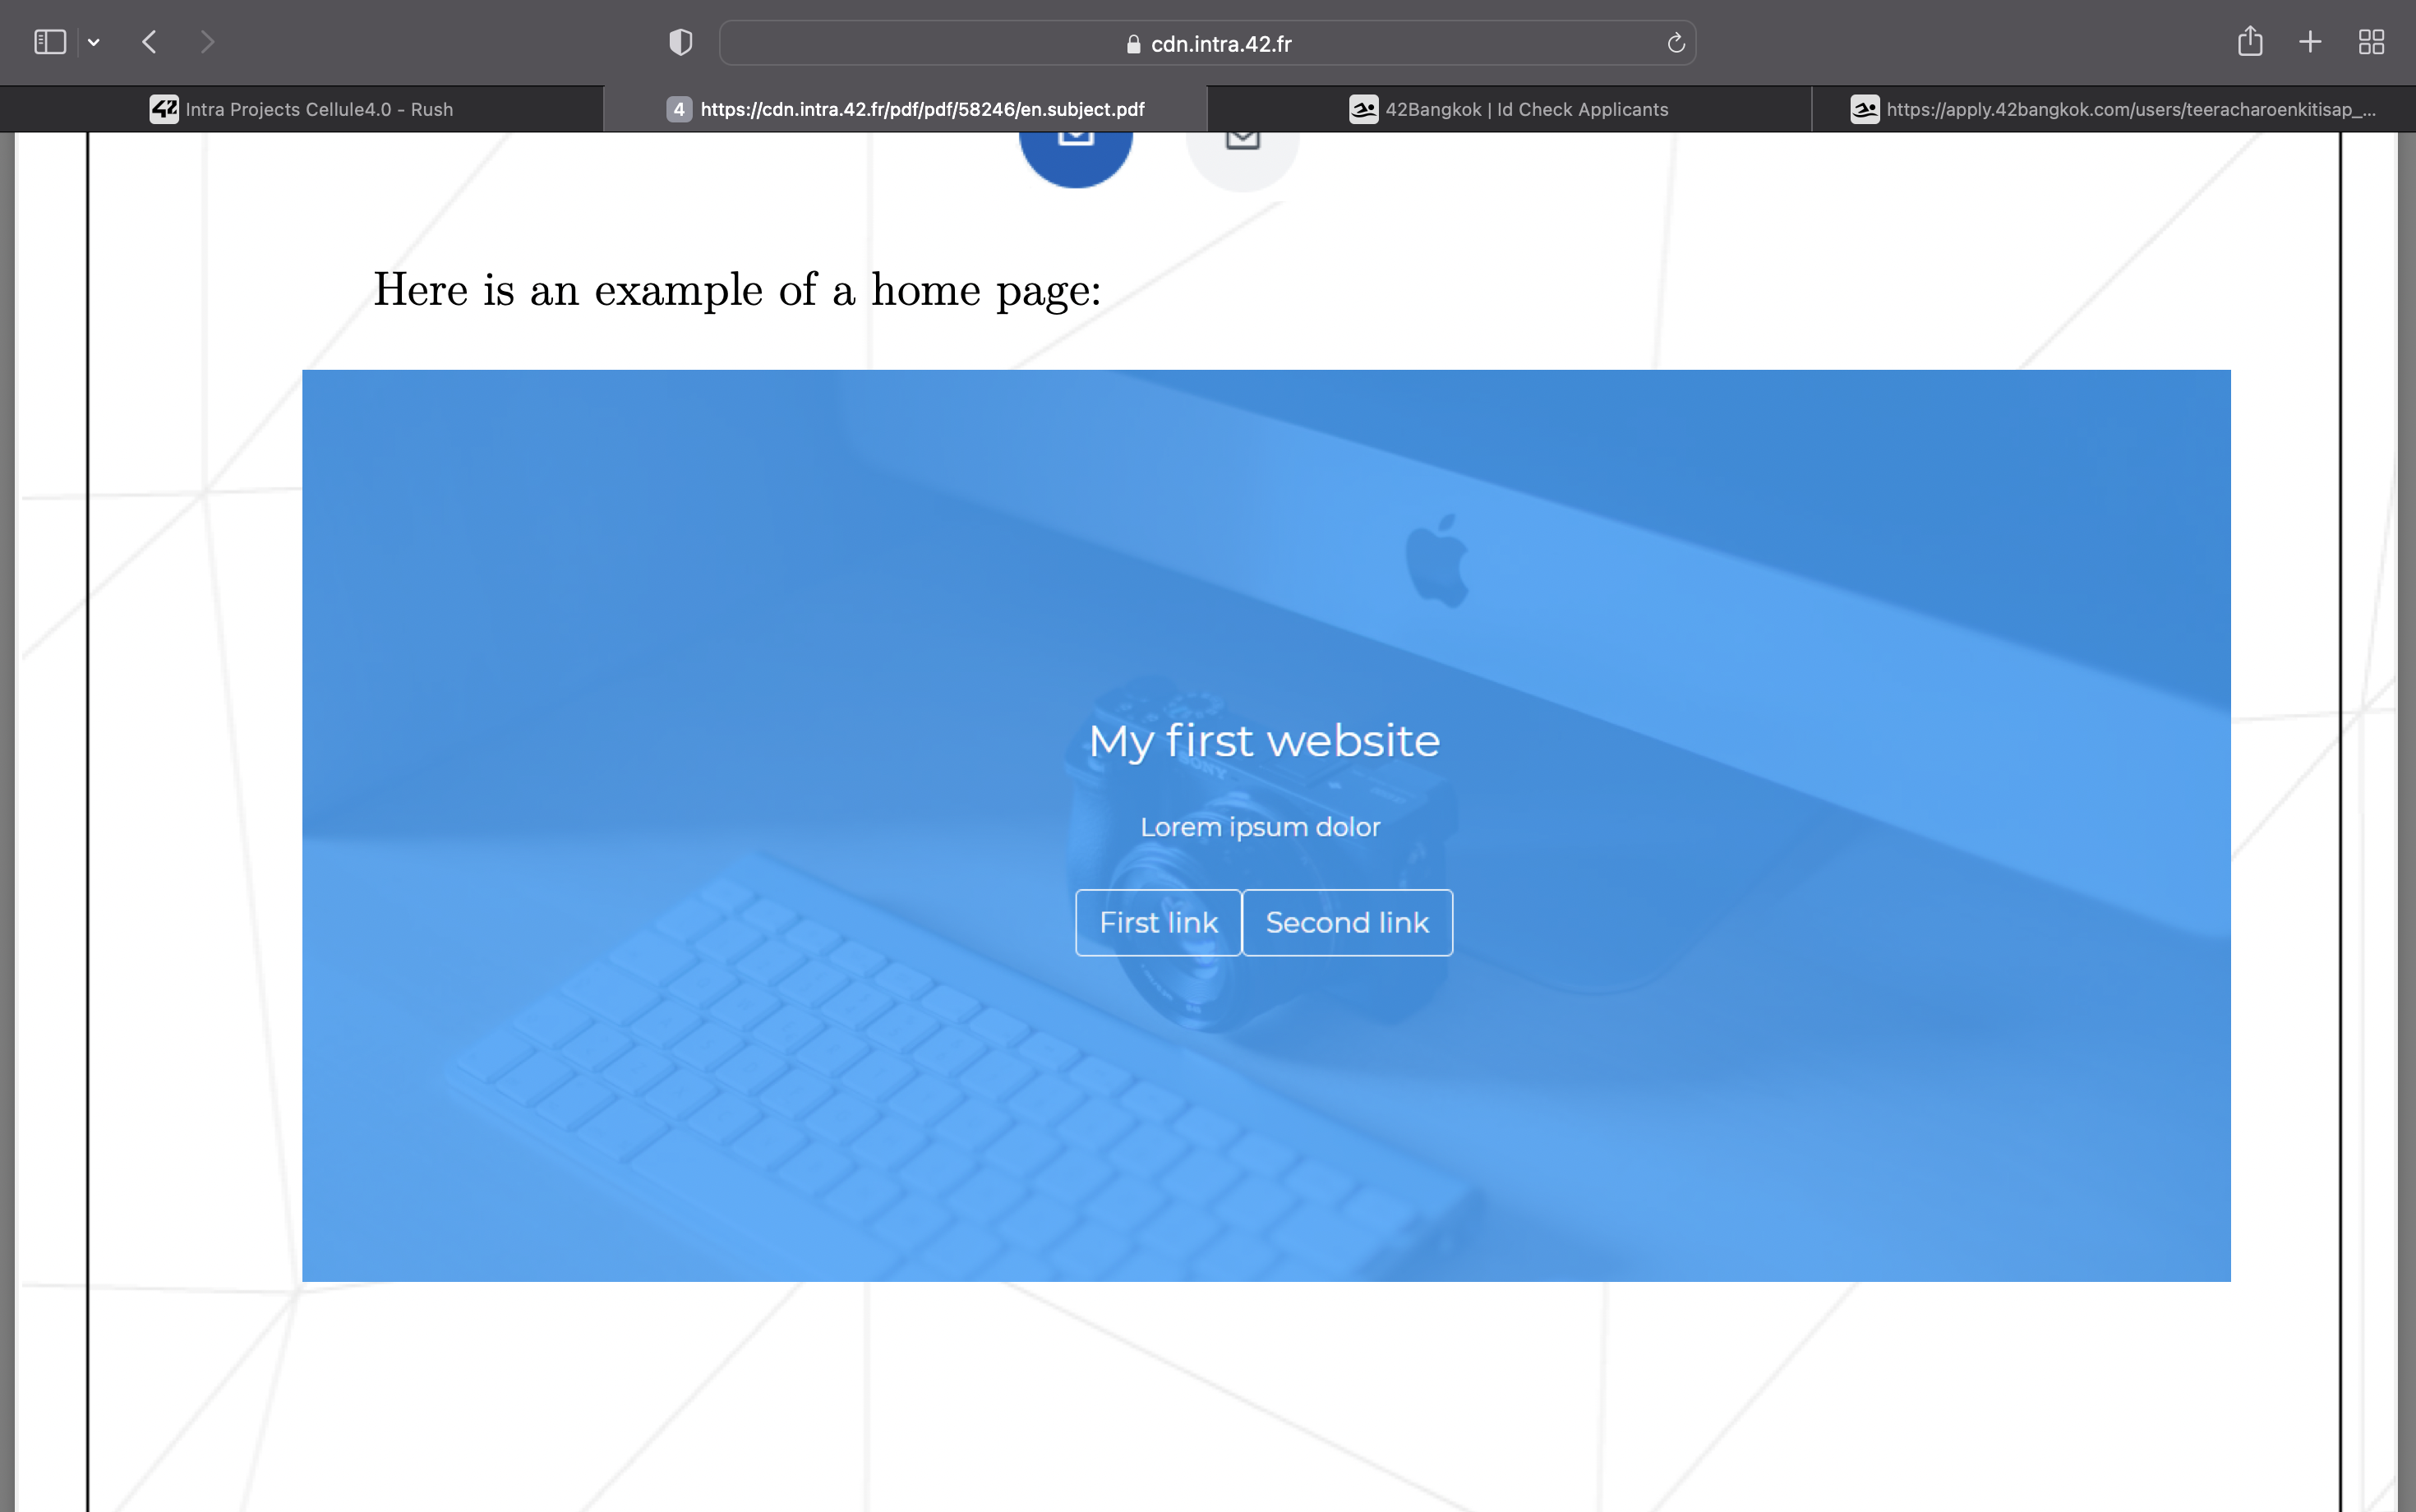 cdn.intra.42.fr
42 Intra Projects Cellule4.0 - Rush
4 https://cdn.intra.42.fr/pdf/pdf/58246/en.subject.pdf
42Bangkok | Id Check Applicants
https://apply.42bangkok.com/users/teeracharoenkitisap_...
Here is an example of a home page:
My first website
SONY
Lorem ipsum dolor
First link
Second link